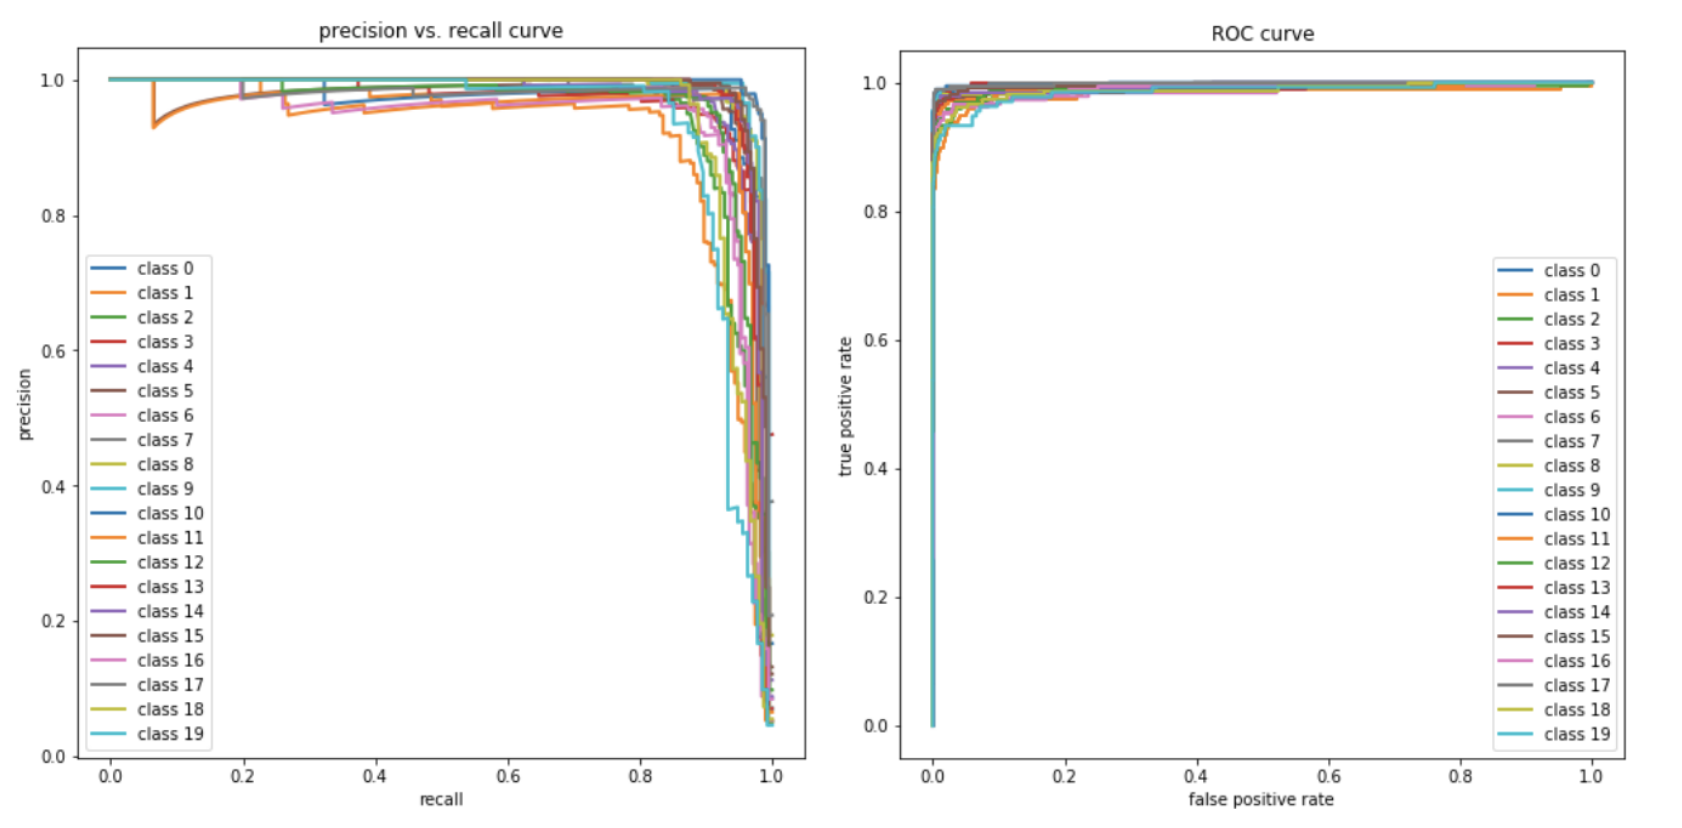 precision vs. recall curve
1.0
0.8
0.6
0.4
0.2
0.0
precision
class 0
class 1
class 2
class 3
class 4
class 5
class 6
class 7
class 8
class 9
class 10
class 11
class 12
class 13
class 14
class 15
class 16
class 17
class 18
class 19
0.0 0.2 0.4 0.6 0.8 1.0
recall
ROC curve
1.0
0.8
0.6
0.4
0.2
0.0
true positive rate
class 0
class 1
class 2
class 3
class 4
class 5
class 6
class 7
class 8
class 9
class 10
class 11
class 12
class 13
class 14
class 15
class 16
class 17
class 18
class 19
0.0 0.2 0.4 0.6 0.8 1.0
false positive rate